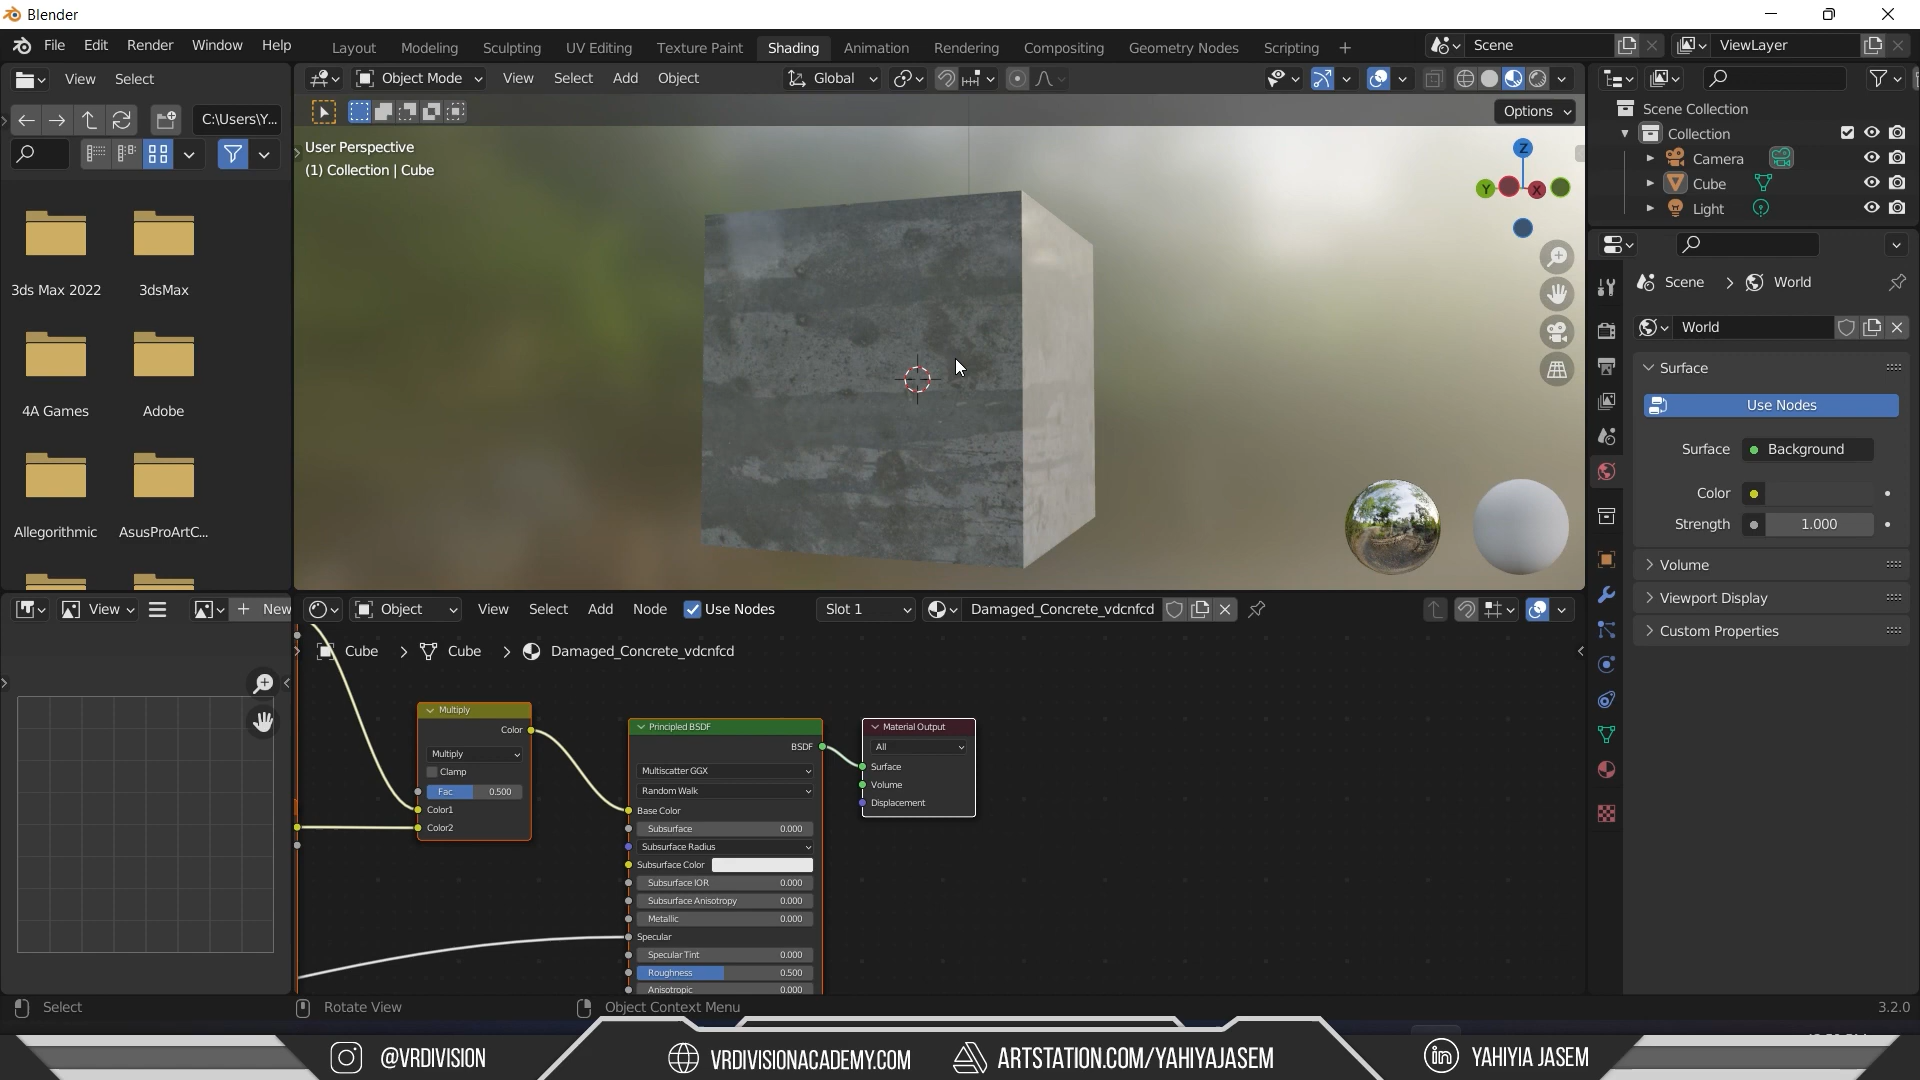 Blender
File Edit Render Window Help
Layout Modeling Sculpting UV Editing Texture Paint Shading Animation Rendering Compositing Geometry Nodes Scripting +
Scene
ViewLayer
View Select
C:\Users\Y...
3ds Max 2022 3dsMax
4A Games Adobe
Allegorithmic AsusProArtC...
Object Mode View Select Add Object
Global
Options
User Perspective
(1) Collection | Cube
Z
Y
X
Scene Collection
Collection
Camera
Cube
Light
Scene > World
World
Surface
Use Nodes
Surface Background
Color
Strength 1.000
Volume
Viewport Display
Custom Properties
View
+ New
Object View Select Add Node Use Nodes Slot 1 Damaged_Concrete_vdcnfcd
Cube > Cube > Damaged_Concrete_vdcnfcd
Multiply
Color
Multiply
Clamp
Fac 0.500
Color1
Color2
Principled BSDF
BSDF
Multiscatter GGX
Random Walk
Base Color
Subsurface 0.000
Subsurface Radius
Subsurface Color
Subsurface IOR 0.000
Subsurface Anisotropy 0.000
Metallic 0.000
Specular
Specular Tint 0.000
Roughness 0.500
Anisotropic 0.000
Material Output
All
Surface
Volume
Displacement
Select
Rotate View
Object Context Menu
3.2.0
@VRDIVISION
VRDIVISIONACADEMY.COM
ARTSTATION.COM/YAHIYAJASEM
in YAHIYIA JASEM